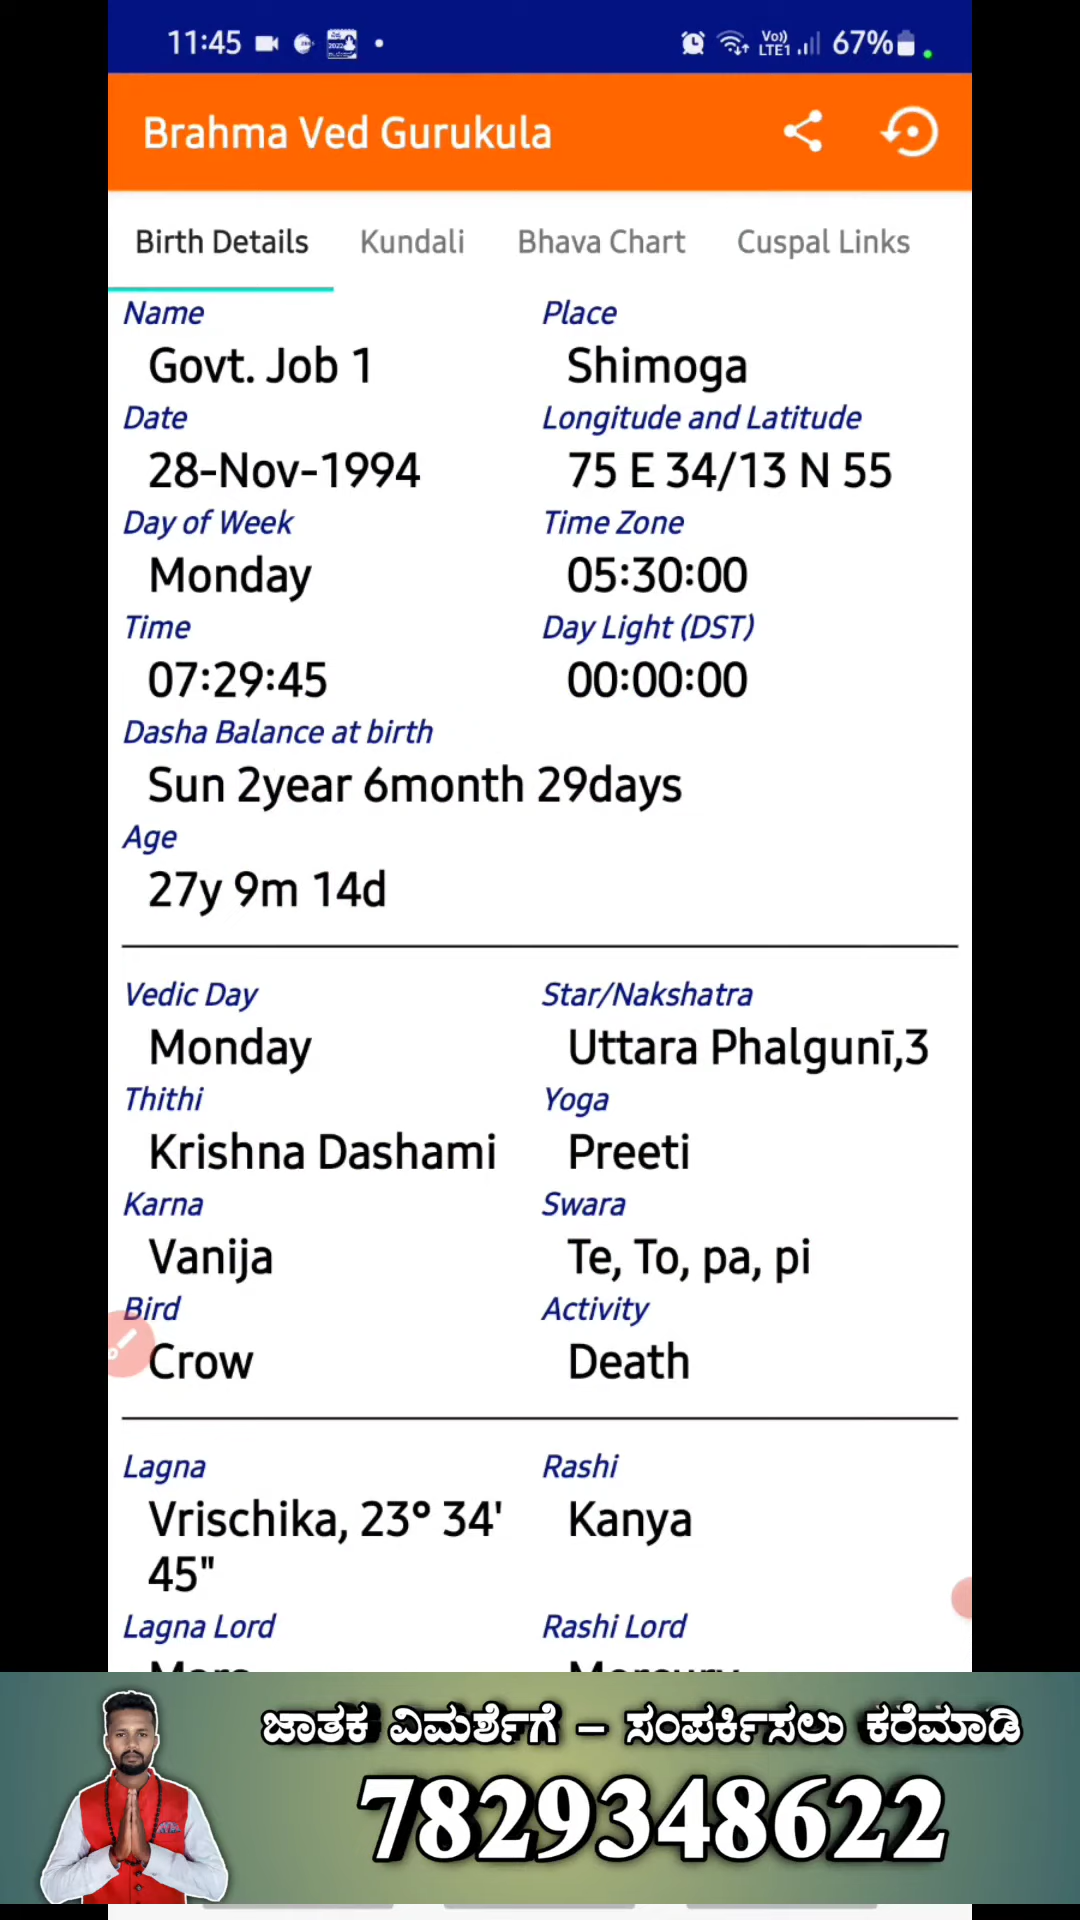 11:45 67%
Brahma Ved Gurukula
Birth Details Kundali Bhava Chart Cuspal Links
Name Place
Govt. Job 1 Shimoga
Date Longitude and Latitude
28-Nov-1994 75 E 34/13 N 55
Day of Week Time Zone
Monday 05:30:00
Time Day Light (DST)
07:29:45 00:00:00
Dasha Balance at birth
Sun 2year 6month 29days
Age
27y 9m 14d
Vedic Day Star/Nakshatra
Monday Uttara Phalgunī,3
Thithi Yoga
Krishna Dashami Preeti
Karna Swara
Vanija Te, To, pa, pi
Bird Activity
Crow Death
Lagna Rashi
Vrischika, 23° 34' Kanya
45"
Lagna Lord Rashi Lord
ಜಾತಕ ವಿಮರ್ಶೆಗೆ – ಸಂಪರ್ಕಿಸಲು ಕರೆಮಾಡಿ
7829348622